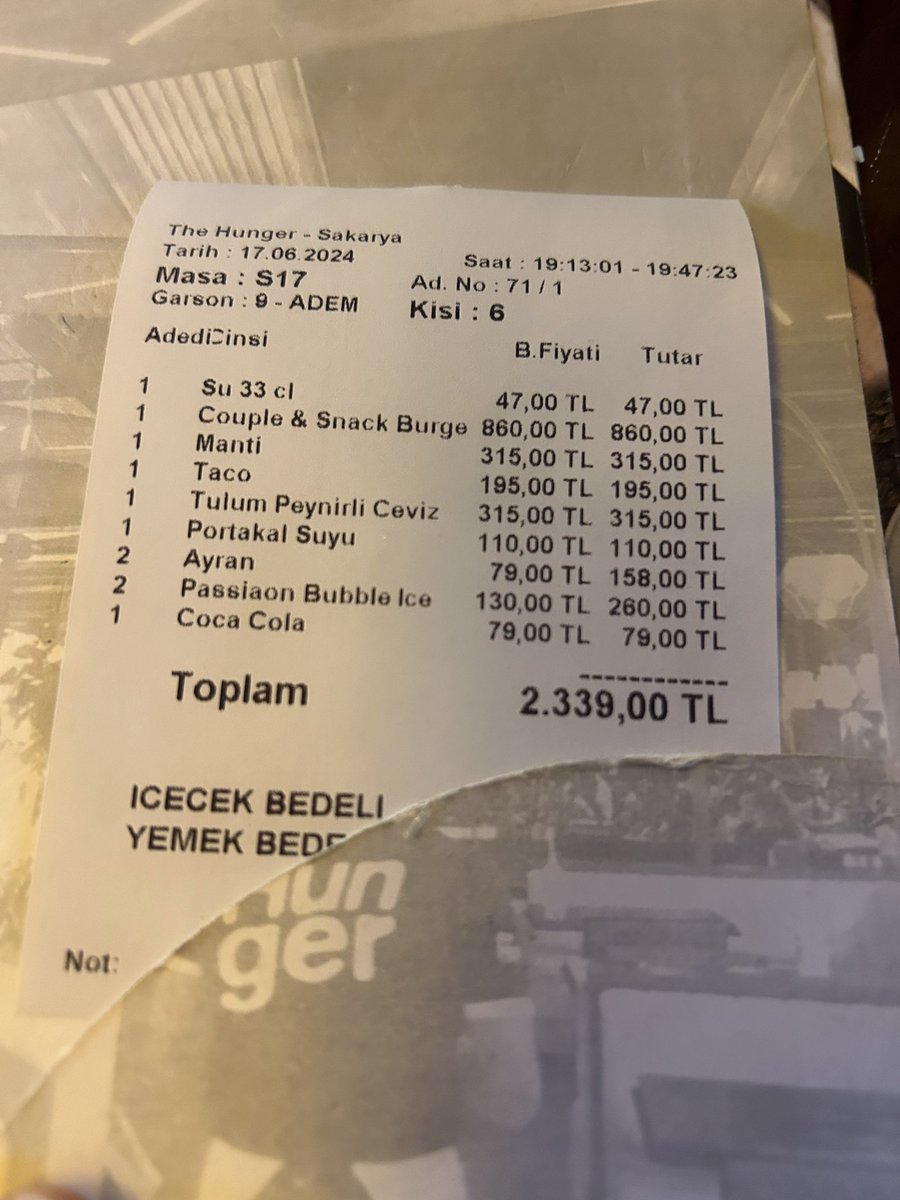 The Hunger - Sakarya
Tarih : 17.06.2024 Saat : 19:13:01 - 19:47:23
Masa : S17 Ad. No : 71 / 1
Garson : 9 - ADEM Kisi : 6
Adedi Cinsi B.Fiyati Tutar
1 Su 33 cl 47,00 TL 47,00 TL
1 Couple & Snack Burge 860,00 TL 860,00 TL
1 Manti 315,00 TL 315,00 TL
1 Taco 195,00 TL 195,00 TL
1 Tulum Peynirli Ceviz 315,00 TL 315,00 TL
1 Portakal Suyu 110,00 TL 110,00 TL
2 Ayran 79,00 TL 158,00 TL
2 Passiaon Bubble Ice 130,00 TL 260,00 TL
1 Coca Cola 79,00 TL 79,00 TL
Toplam 2.339,00 TL
ICECEK BEDELI
YEMEK
Not:
ger